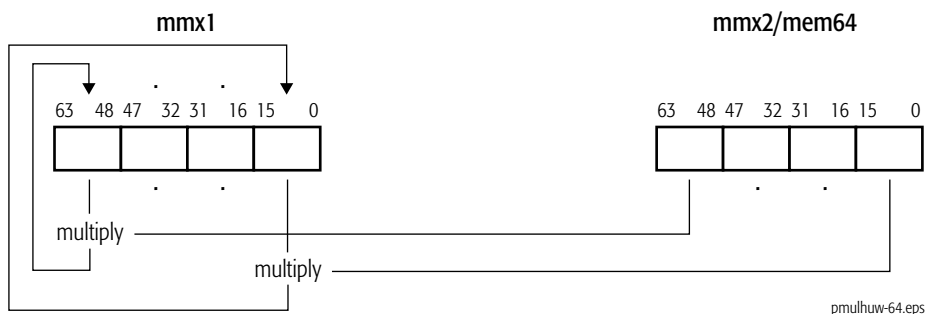 mmx1 mmx2/mem64
. .
63 48 47 32 31 16 15 0 63 48 47 32 31 16 15 0
. . . .
multiply
multiply
pmulhuw-64.eps